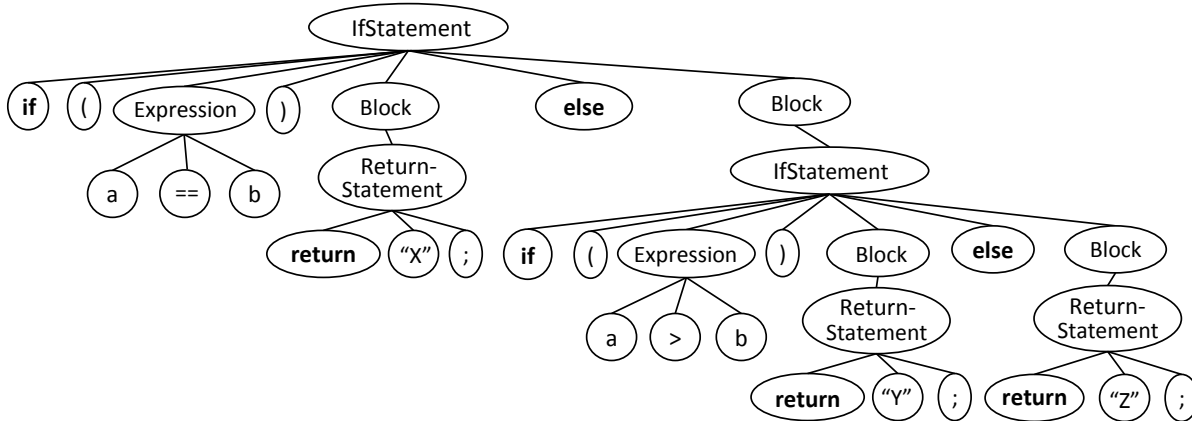 IfStatement
if ( Expression ) Block else Block
a == b Return-
Statement IfStatement
return “X” ; if ( Expression ) Block else Block
a > b Return-
Statement Return-
Statement
return “Y” ; return “Z” ;